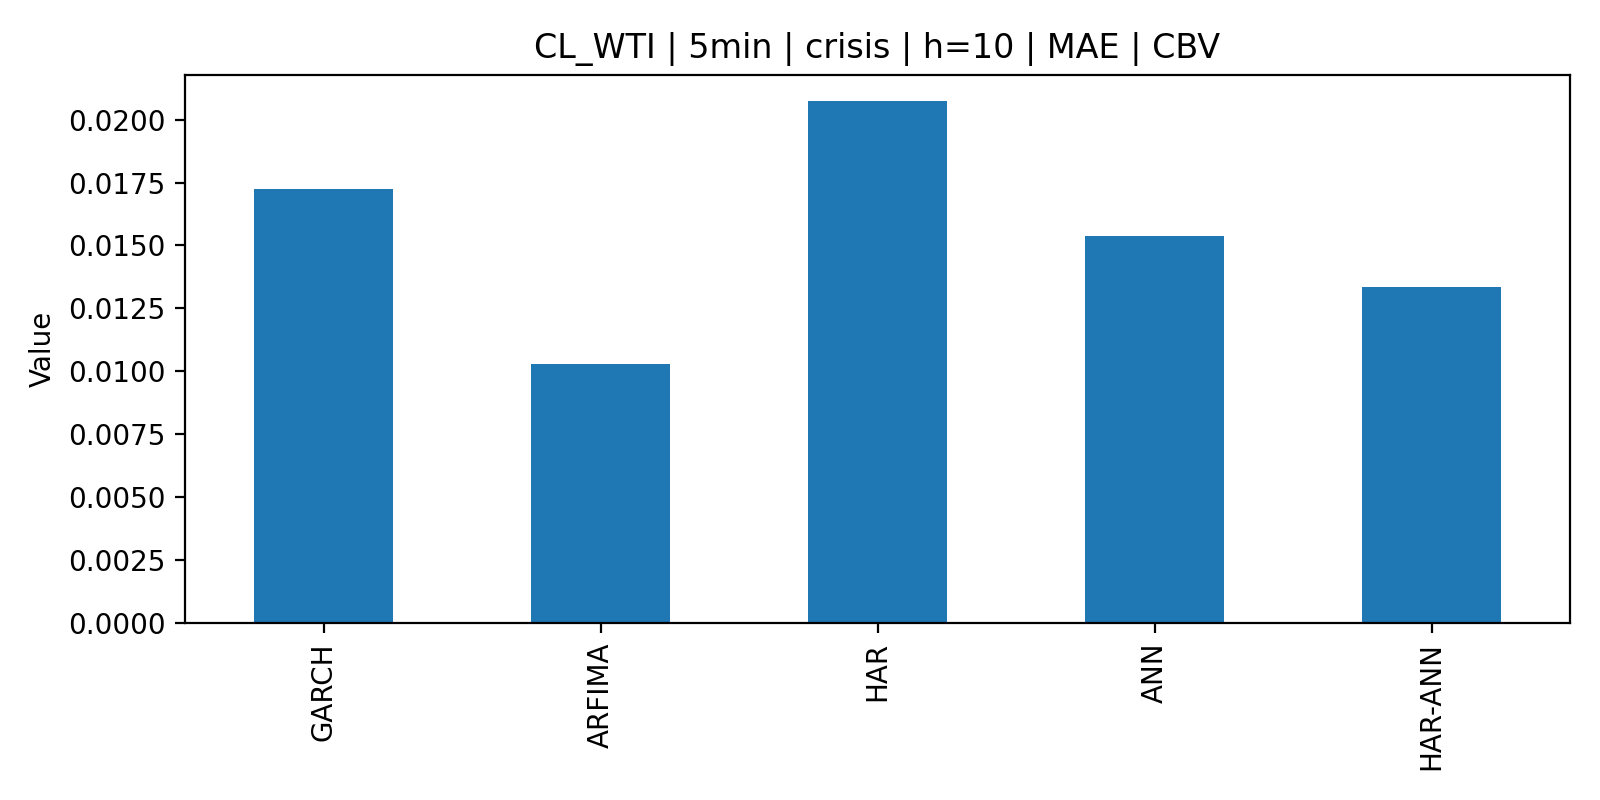 CL_WTI | 5min | crisis | h=10 | MAE | CBV
Value
0.0200
0.0175
0.0150
0.0125
0.0100
0.0075
0.0050
0.0025
0.0000
GARCH
ARFIMA
HAR
ANN
HAR-ANN